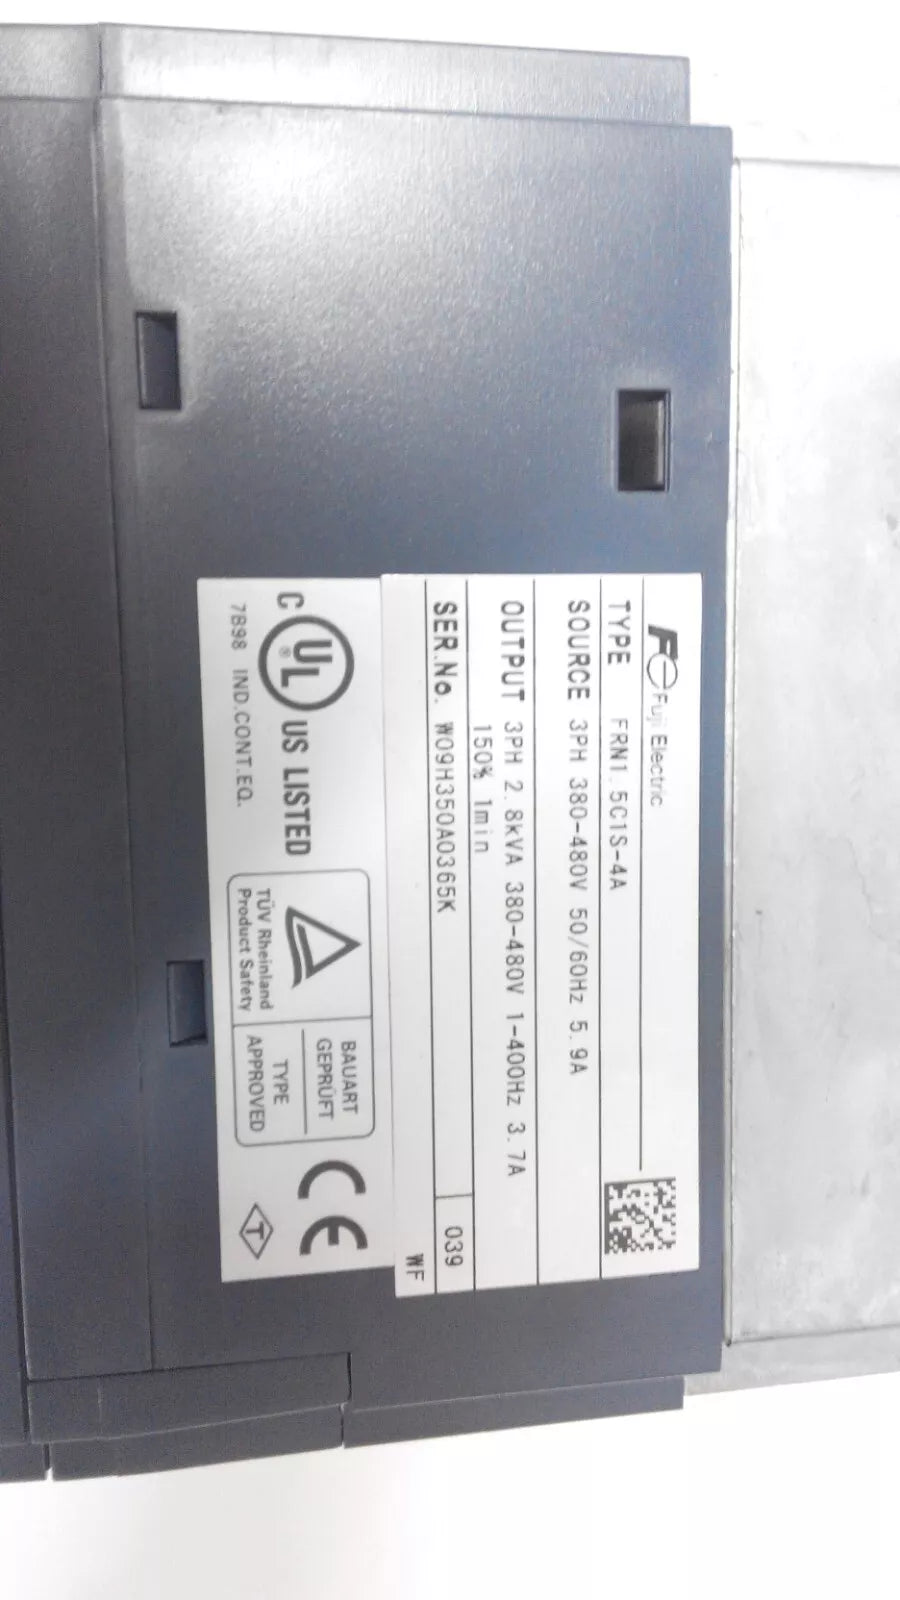 Fe Fuji Electric
TYPE FRN1.5C1S-4A
SOURCE 3PH 380-480V 50/60Hz 5.9A
OUTPUT 3PH 2.8kVA 380-480V 1-400Hz 3.7A
150% 1min
SER.No. W09H350A0365K 039
WF
C UL ® US LISTED
7B98 IND.CONT.EQ.
TÜV Rheinland
Product Safety
BAUART
GEPRÜFT
TYPE
APPROVED
CE
T